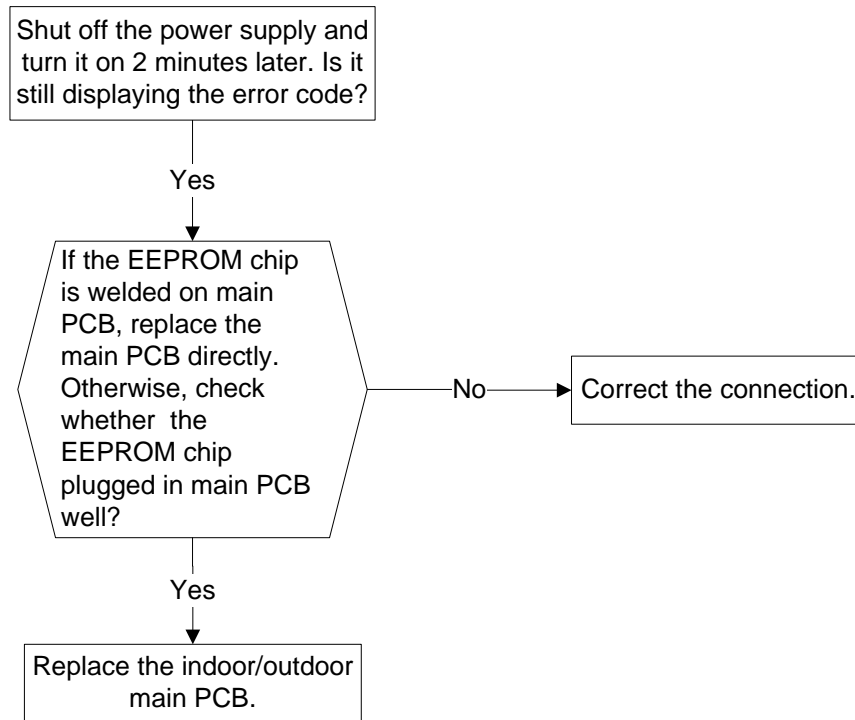 Shut off the power supply and
turn it on 2 minutes later. Is it
still displaying the error code?
Yes
If the EEPROM chip
is welded on main
PCB, replace the
main PCB directly.
Otherwise, check
whether  the
EEPROM chip
plugged in main PCB
well?
No
Correct the connection.
Yes
Replace the indoor/outdoor
main PCB.